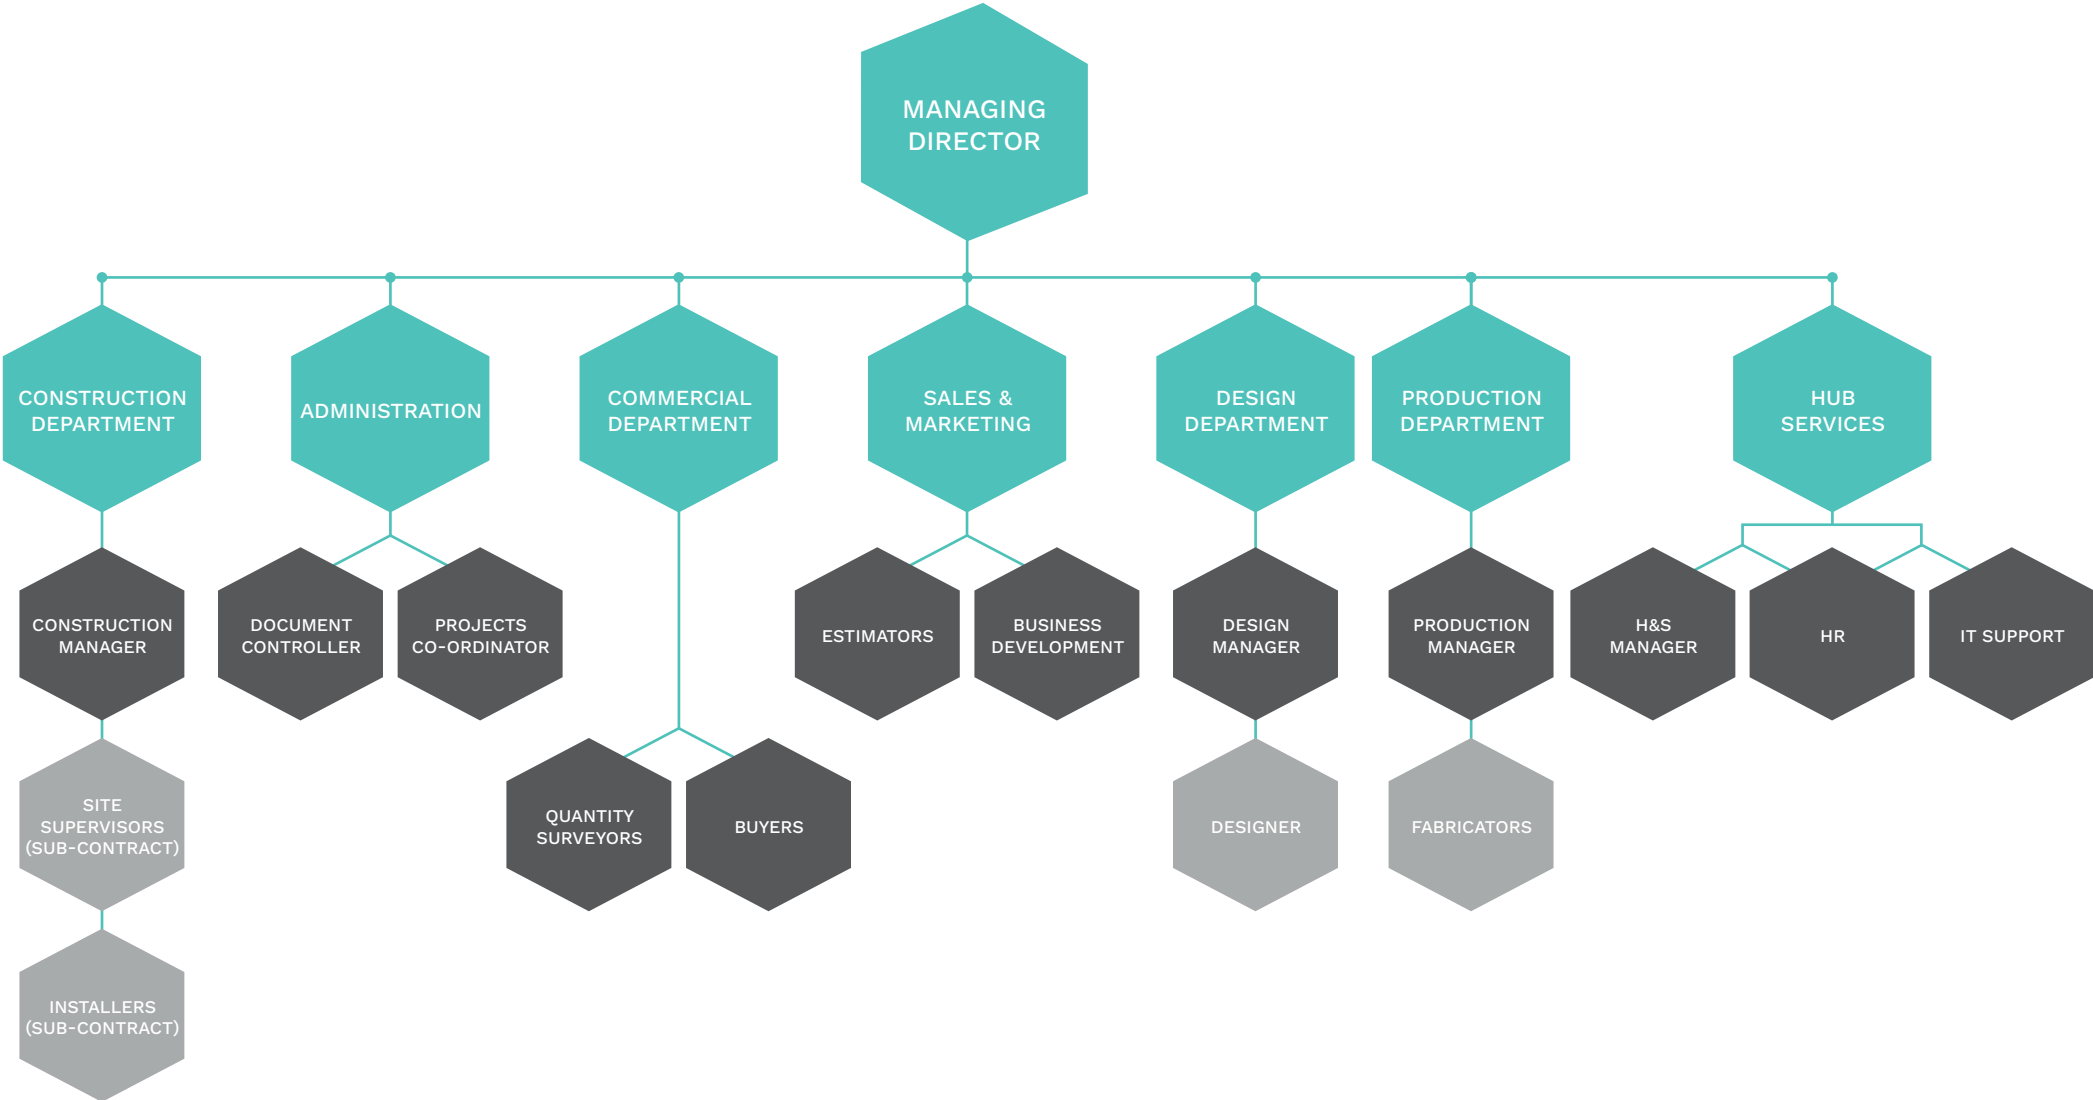 MANAGING
DIRECTOR
CONSTRUCTION
DEPARTMENT
ADMINISTRATION
COMMERCIAL
DEPARTMENT
SALES &
MARKETING
DESIGN
DEPARTMENT
PRODUCTION
DEPARTMENT
HUB
SERVICES
CONSTRUCTION
MANAGER
DOCUMENT
CONTROLLER
PROJECTS
CO-ORDINATOR
ESTIMATORS
BUSINESS
DEVELOPMENT
DESIGN
MANAGER
PRODUCTION
MANAGER
H&S
MANAGER
HR
IT SUPPORT
SITE
SUPERVISORS
(SUB-CONTRACT)
QUANTITY
SURVEYORS
BUYERS
DESIGNER
FABRICATORS
INSTALLERS
(SUB-CONTRACT)